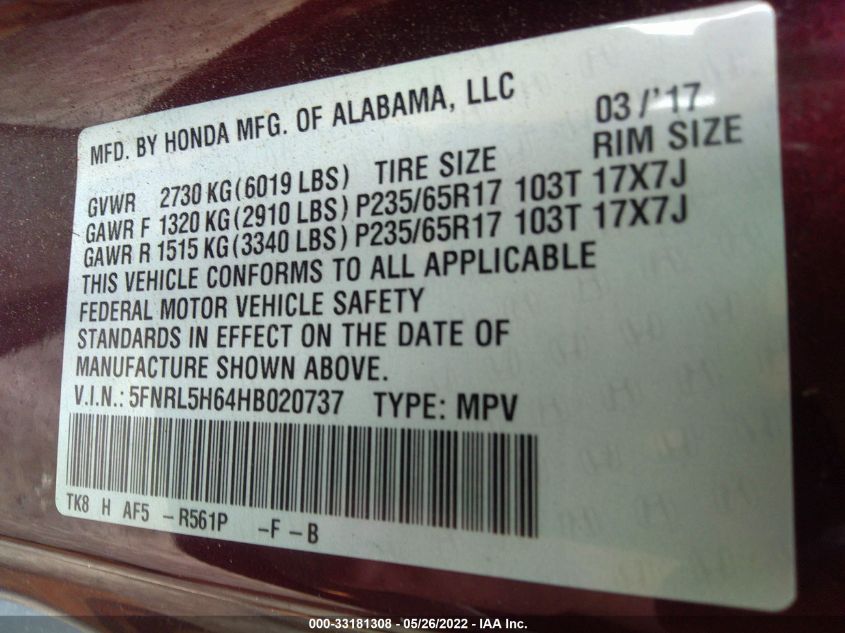 MFD. BY HONDA MFG. OF ALABAMA, LLC 03/'17
GVWR 2730 KG(6019 LBS) TIRE SIZE RIM SIZE
GAWR F 1320 KG(2910 LBS) P235/65R17 103T 17X7J
GAWR R 1515 KG(3340 LBS) P235/65R17 103T 17X7J
THIS VEHICLE CONFORMS TO ALL APPLICABLE
FEDERAL MOTOR VEHICLE SAFETY
STANDARDS IN EFFECT ON THE DATE OF
MANUFACTURE SHOWN ABOVE.
V.I.N.: 5FNRL5H64HB020737 TYPE: MPV
TK8 H AF5 -R561P -F-B
000-33181308 - 05/26/2022 - IAA Inc.